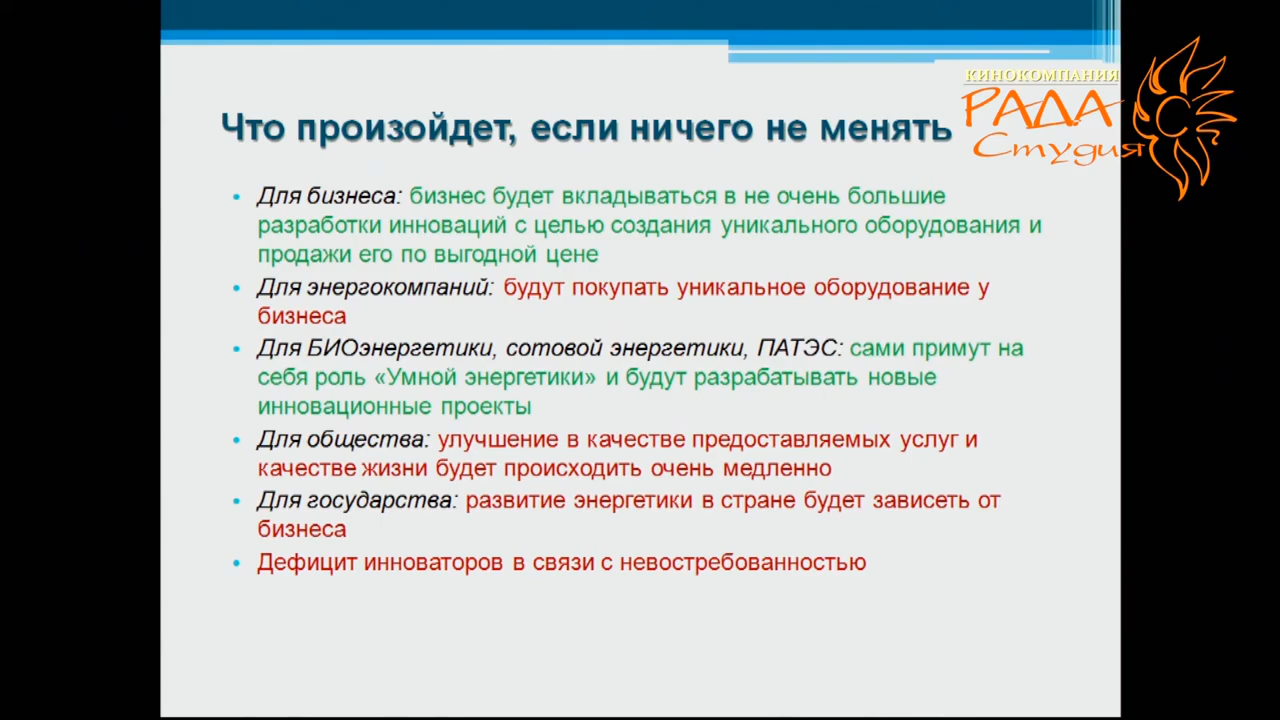 КИНОКОМПАНИЯ
РАДА
Студия
Что произойдет, если ничего не менять
• Для бизнеса: бизнес будет вкладываться в не очень большие
разработки инноваций с целью создания уникального оборудования и
продажи его по выгодной цене
• Для энергокомпаний: будут покупать уникальное оборудование у
бизнеса
• Для БИОэнергетики, сотовой энергетики, ПАТЭС: сами примут на
себя роль «Умной энергетики» и будут разрабатывать новые
инновационные проекты
• Для общества: улучшение в качестве предоставляемых услуг и
качестве жизни будет происходить очень медленно
• Для государства: развитие энергетики в стране будет зависеть от
бизнеса
• Дефицит инноваторов в связи с невостребованностью